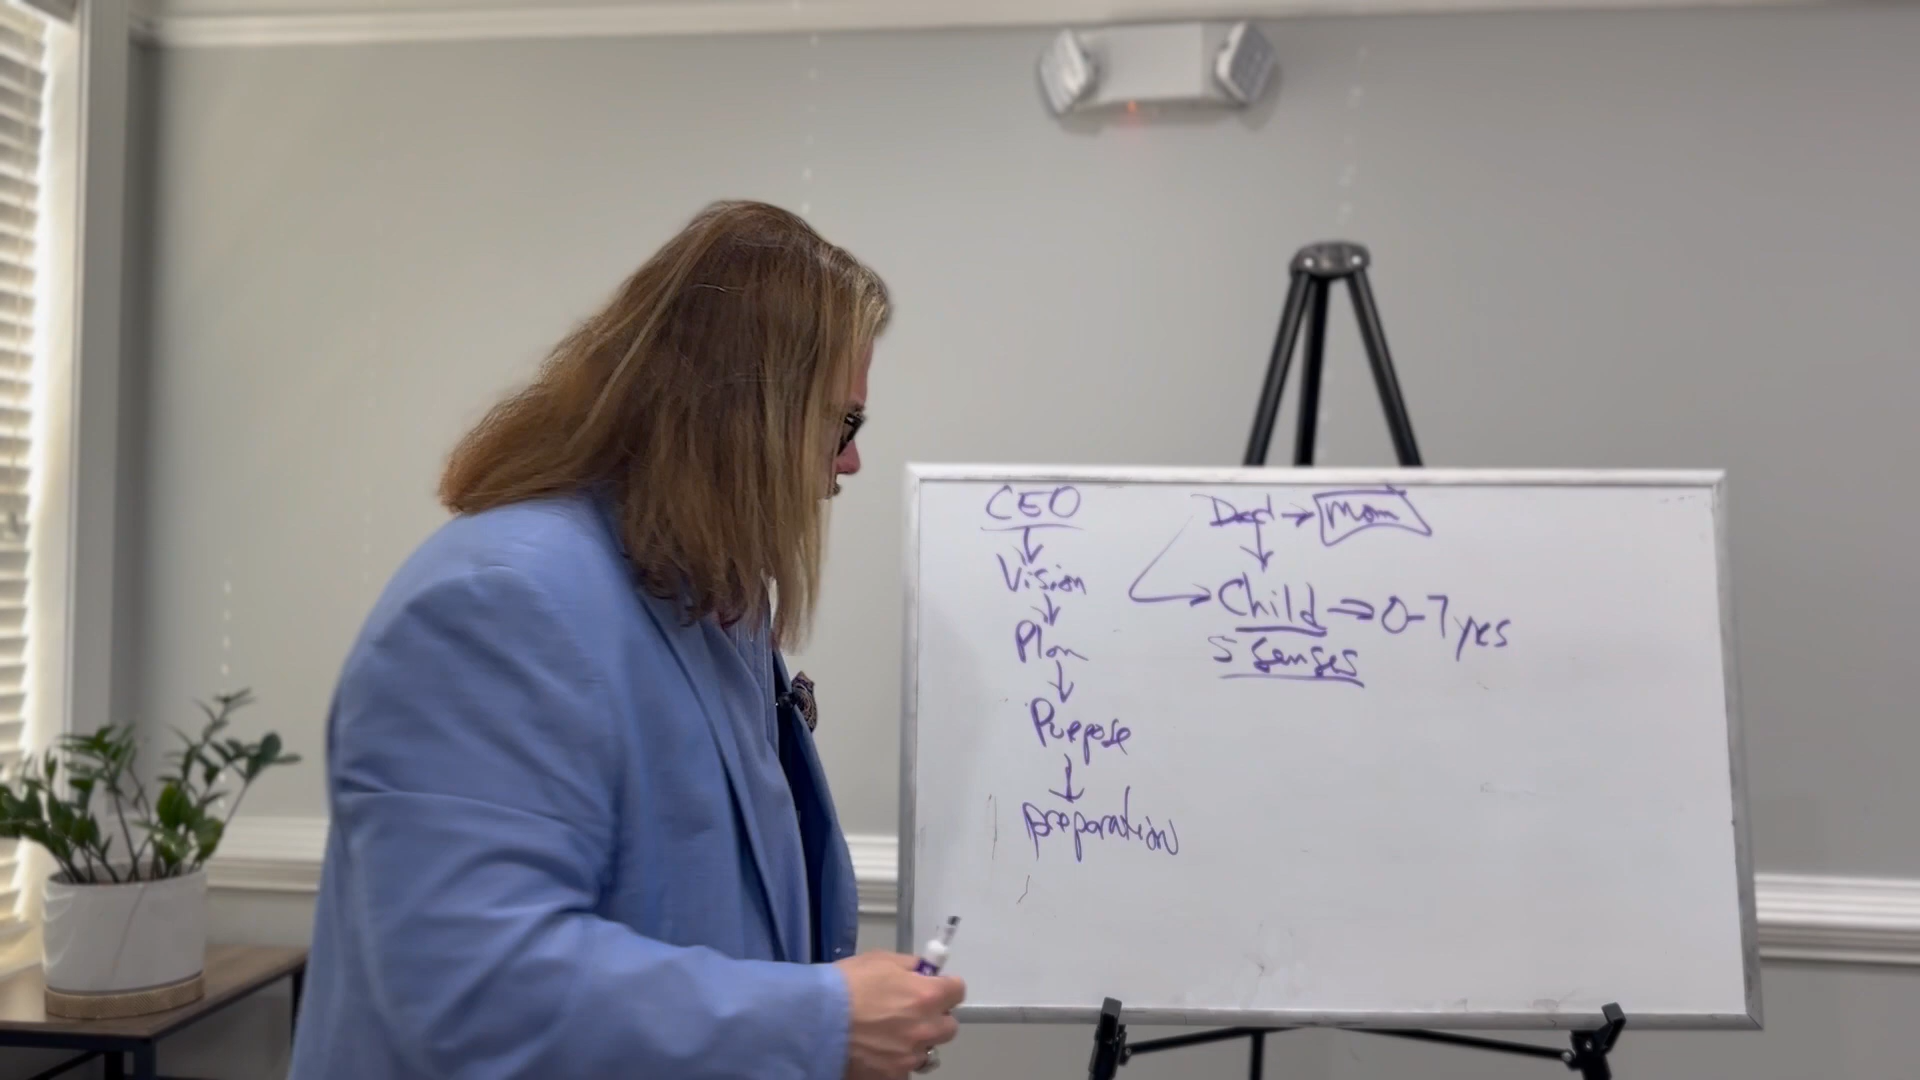 CEO
Vision
Plan
Purpose
preparation
Dad → Mom
Child → 0-7 yrs
5 Senses